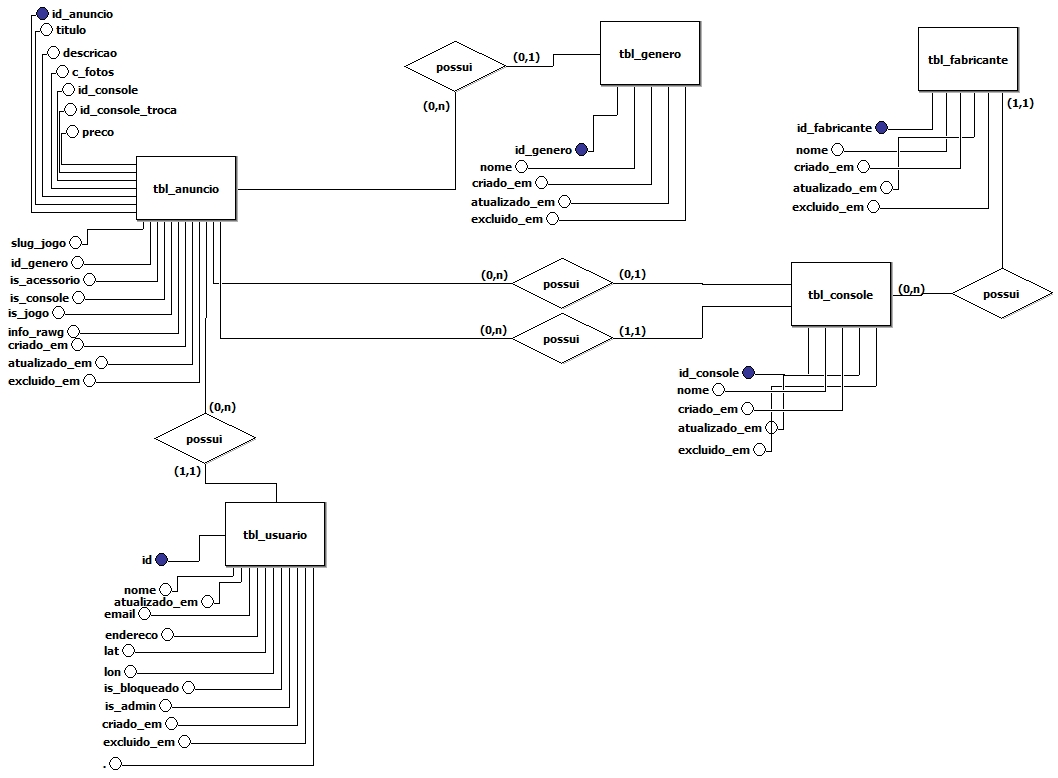 id_anuncio
titulo
descricao
c_fotos
id_console
id_console_troca
preco
tbl_anuncio
slug_jogo
id_genero
is_acessorio
is_console
is_jogo
info_rawg
criado_em
atualizado_em
excluido_em
possui
(0,1)
(0,n)
tbl_genero
id_genero
nome
criado_em
atualizado_em
excluido_em
tbl_fabricante
(1,1)
id_fabricante
nome
criado_em
atualizado_em
excluido_em
(0,n)
possui
(0,1)
(0,n)
possui
(1,1)
tbl_console
(0,n)
possui
id_console
nome
criado_em
atualizado_em
excluido_em
(0,n)
possui
(1,1)
tbl_usuario
id
nome
atualizado_em
email
endereco
lat
lon
is_bloqueado
is_admin
criado_em
excluido_em
.